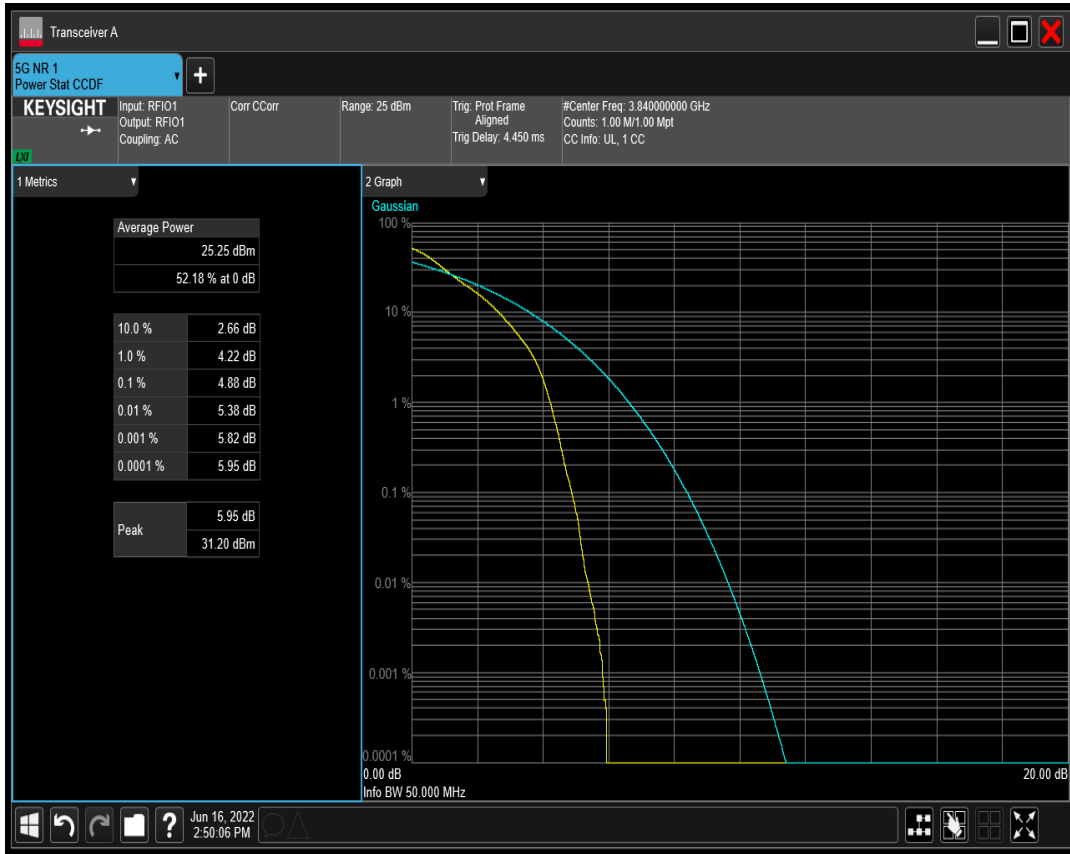 Transceiver A
5G NR 1
Power Stat CCDF
+
KEYSIGHT
LXI
Input: RFIO1
Output: RFIO1
Coupling: AC
Corr CCorr
Range: 25 dBm
Trig: Prot Frame
Aligned
Trig Delay: 4.450 ms
#Center Freq: 3.840000000 GHz
Counts: 1.00 M/1.00 Mpt
CC Info: UL, 1 CC
1 Metrics
Average Power
25.25 dBm
52.18 % at 0 dB
10.0 % 2.66 dB
1.0 % 4.22 dB
0.1 % 4.88 dB
0.01 % 5.38 dB
0.001 % 5.82 dB
0.0001 % 5.95 dB
Peak
5.95 dB
31.20 dBm
2 Graph
Gaussian
100 %
10 %
1 %
0.1 %
0.01 %
0.001 %
0.0001 %
0.00 dB 20.00 dB
Info BW 50.000 MHz
?
Jun 16, 2022
2:50:06 PM